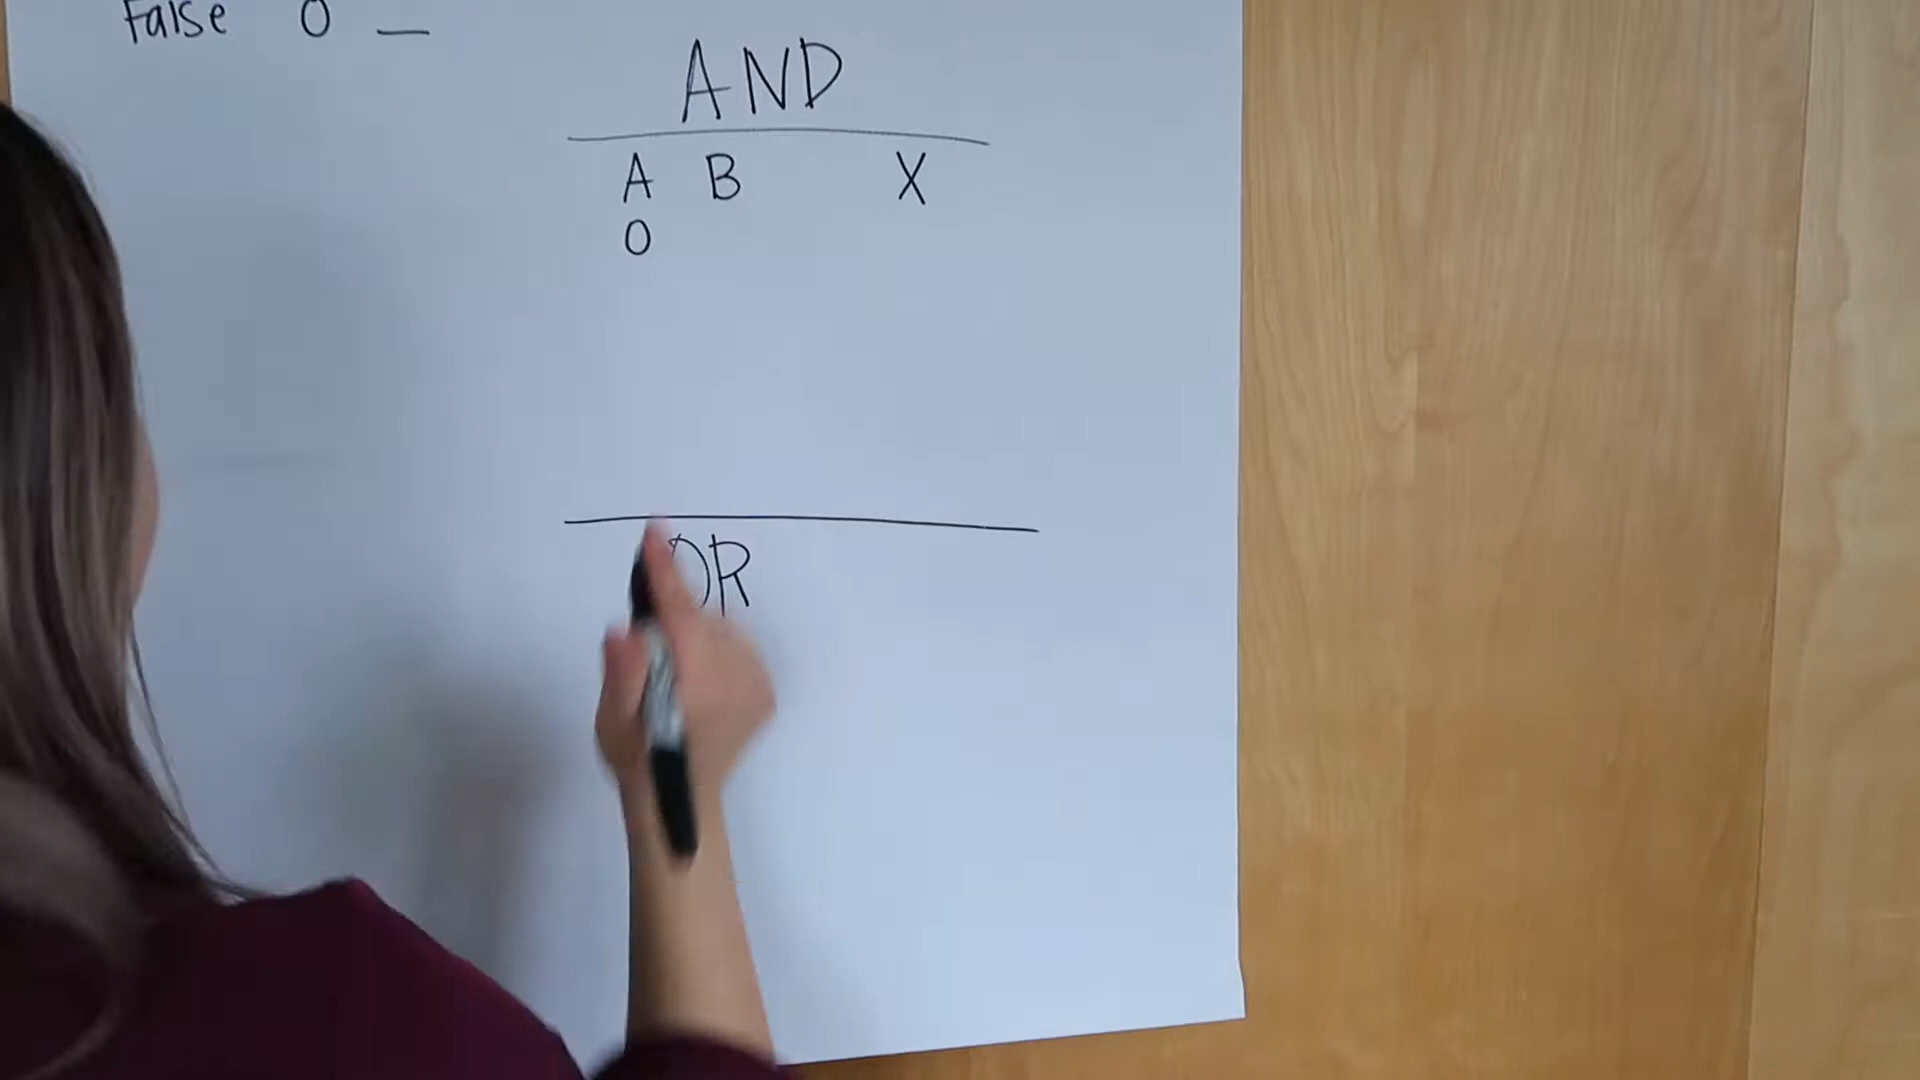 False 0 _
AND
A B X
0
OR